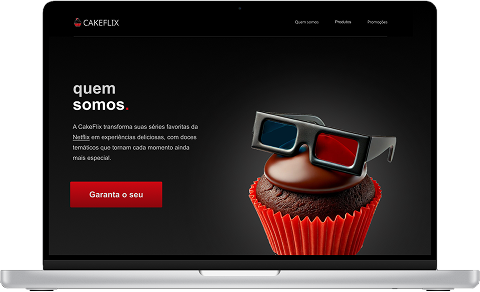 CAKEFLIX
Quem somos Produtos Promoções
quem
somos.
A CakeFlix transforma suas séries favoritas da
Netflix em experiências deliciosas, com doces
temáticos que tornam cada momento ainda
mais especial.
Garanta o seu